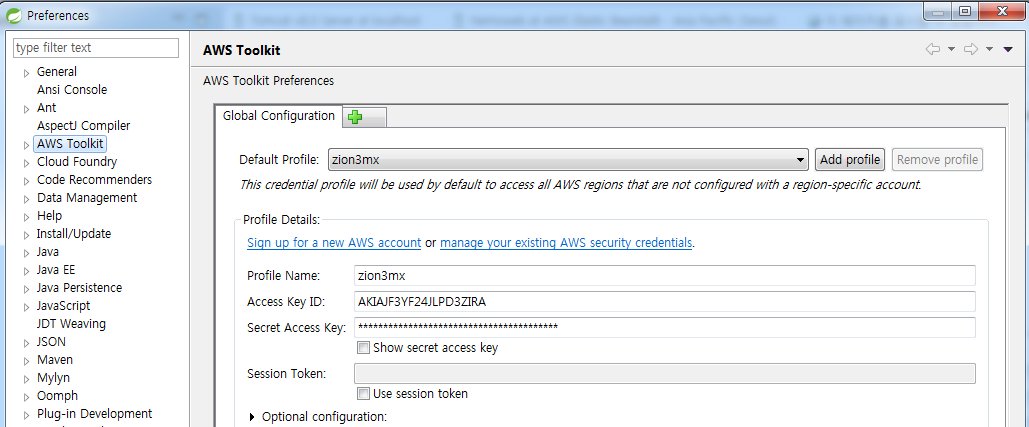 Preferences
type filter text
General
Ansi Console
Ant
AspectJ Compiler
AWS Toolkit
Cloud Foundry
Code Recommenders
Data Management
Help
Install/Update
Java
Java EE
Java Persistence
JavaScript
JDT Weaving
JSON
Maven
Mylyn
Oomph
Plug-in Development
AWS Toolkit
AWS Toolkit Preferences
Global Configuration
Default Profile: zion3mx Add profile Remove profile
This credential profile will be used by default to access all AWS regions that are not configured with a region-specific account.
Profile Details:
Sign up for a new AWS account or manage your existing AWS security credentials.
Profile Name: zion3mx
Access Key ID: AKIAJF3YF24JLPD3ZIRA
Secret Access Key: ****************************************
Show secret access key
Session Token:
Use session token
Optional configuration: